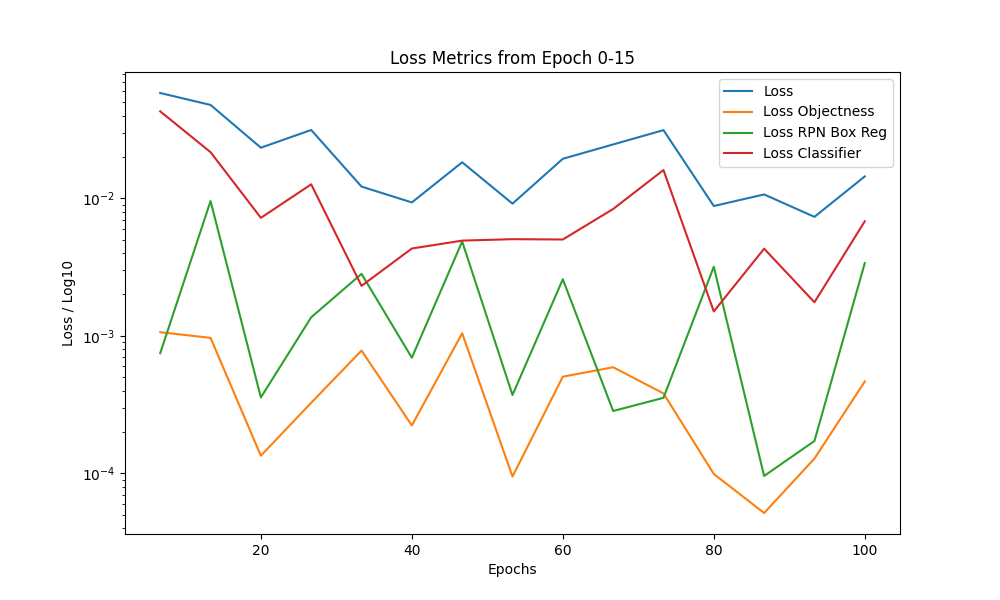 Loss Metrics from Epoch 0-15
Loss
Loss Objectness
Loss RPN Box Reg
Loss Classifier
Loss / Log10
10⁻²
10⁻³
10⁻⁴
20
40
60
80
100
Epochs